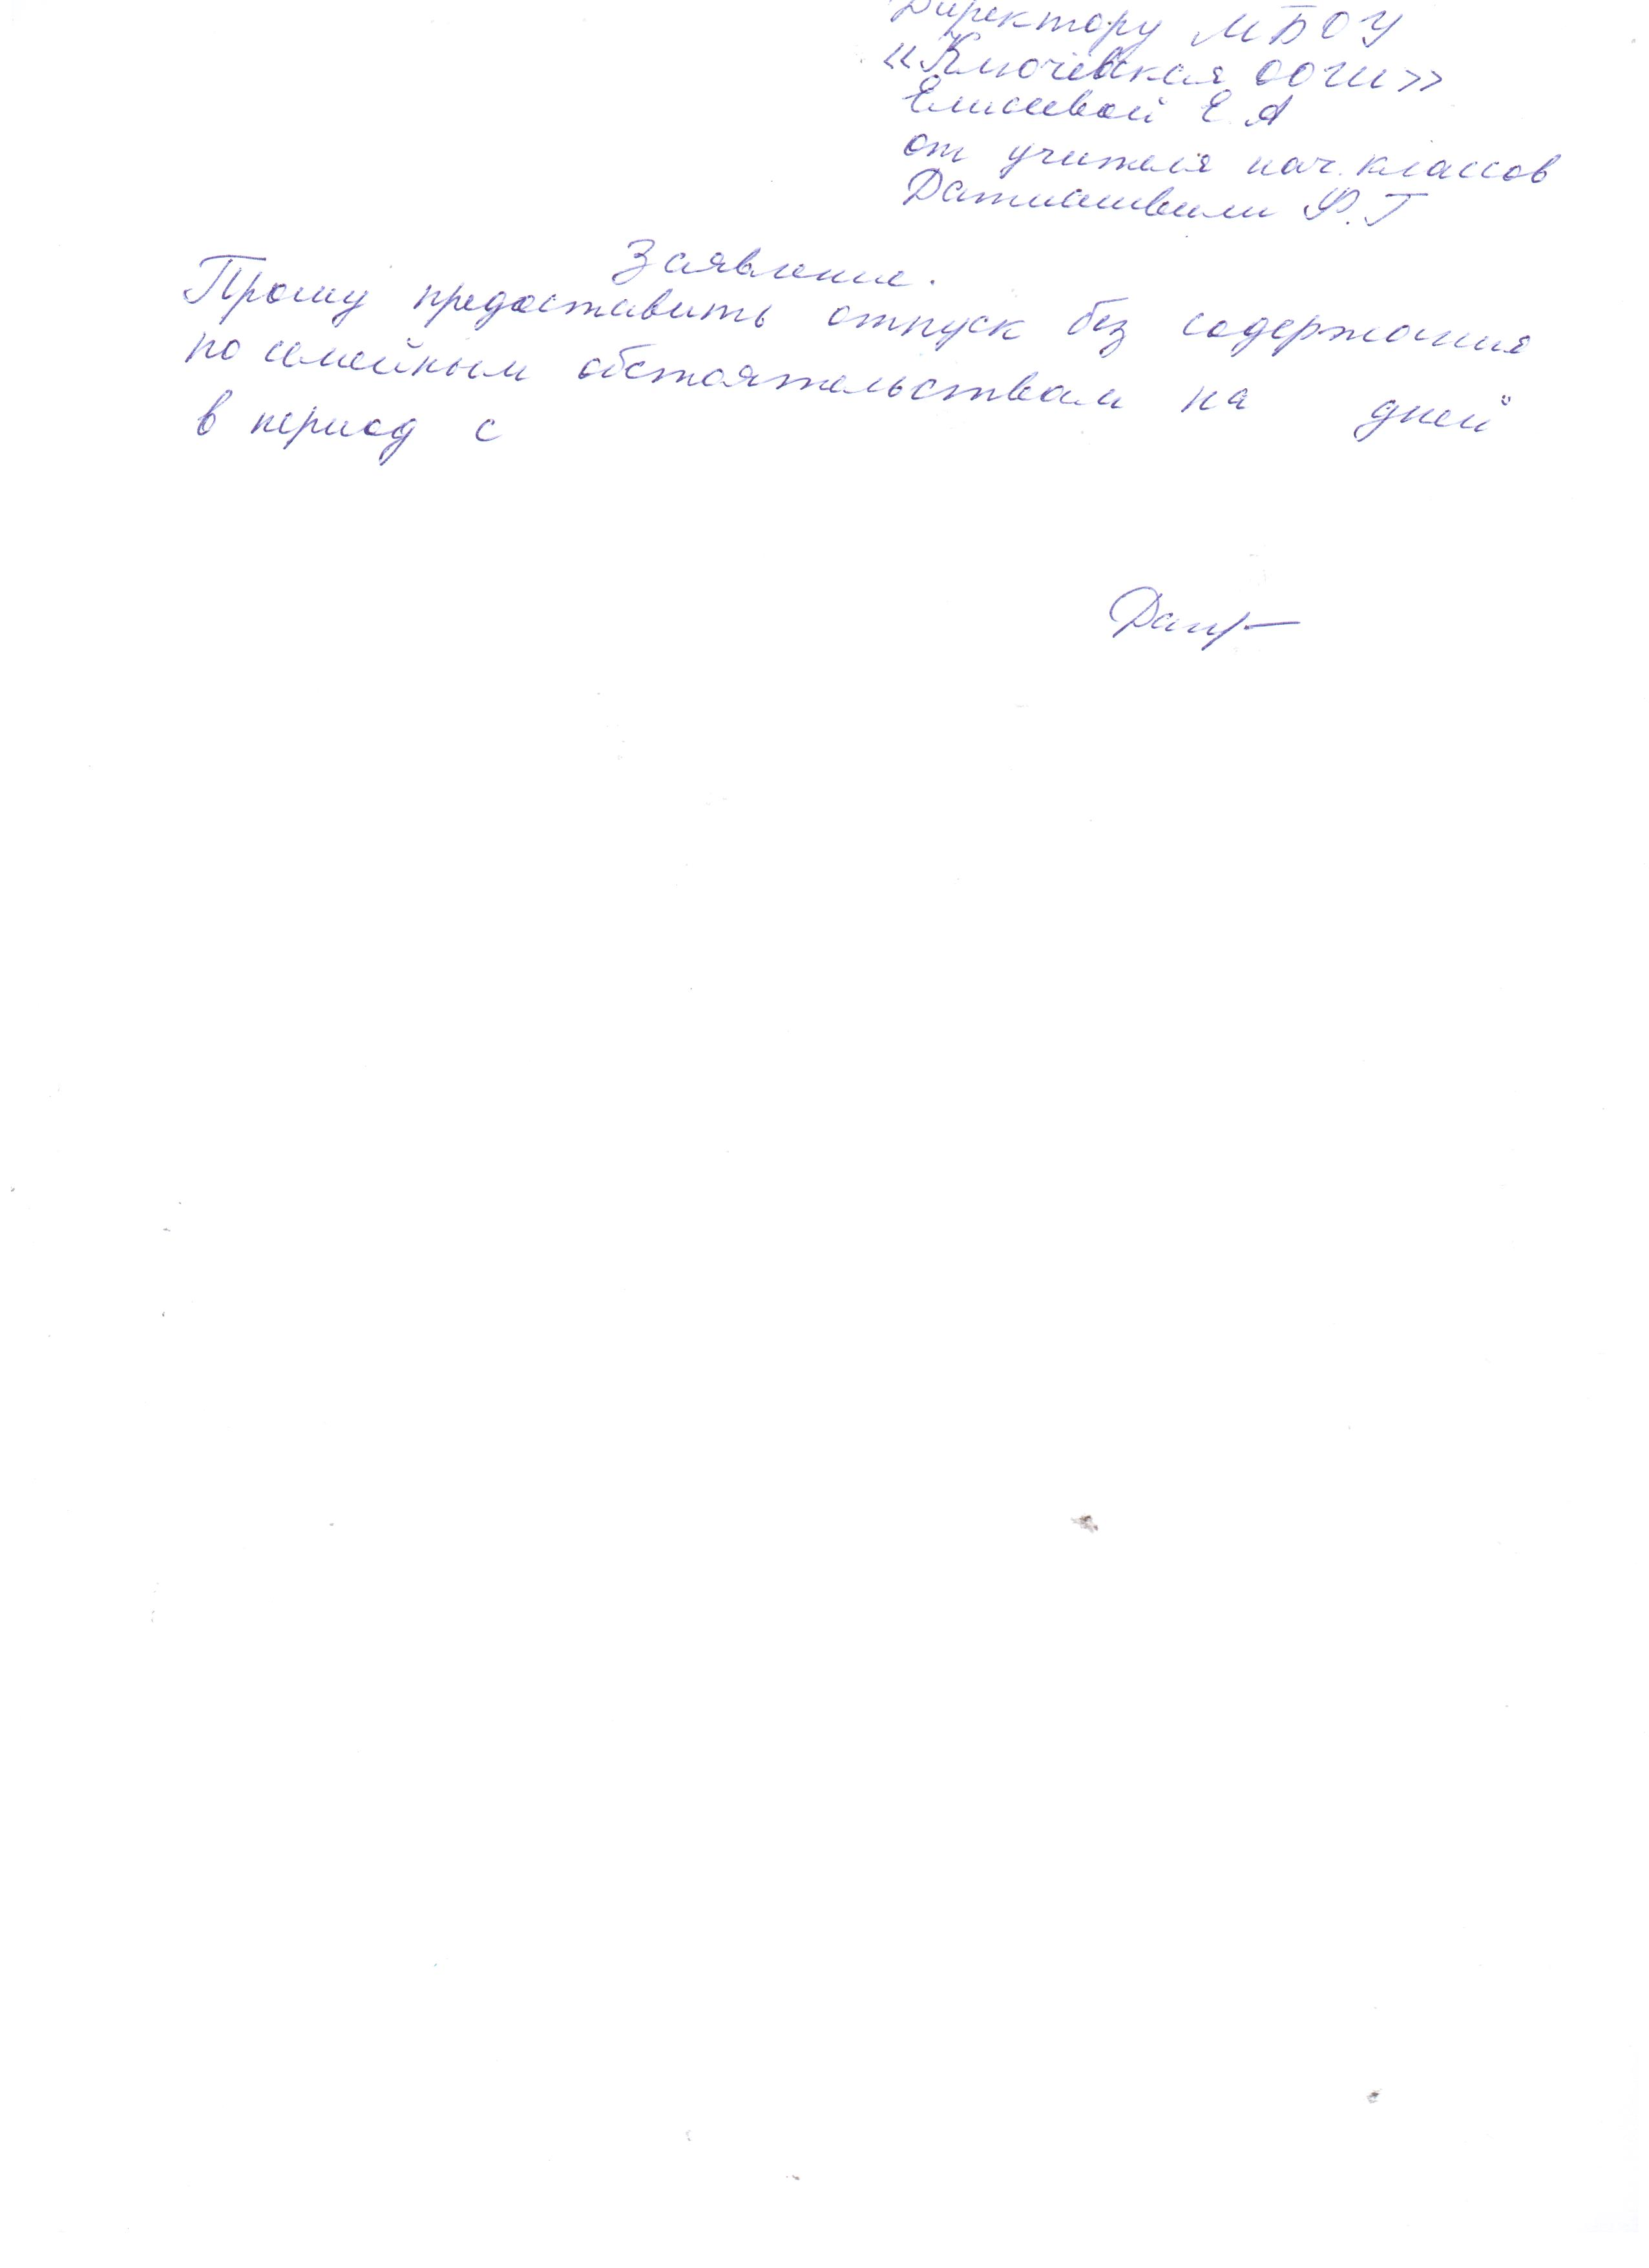 Директору МБОУ
«Ключёвская ООШ»
Елисеевой Е.А
от учителя нач. классов
Датиашвили Ф.Г
Заявление.
Прошу предоставить отпуск без содержания
по семейным обстоятельствам на дней
в период с